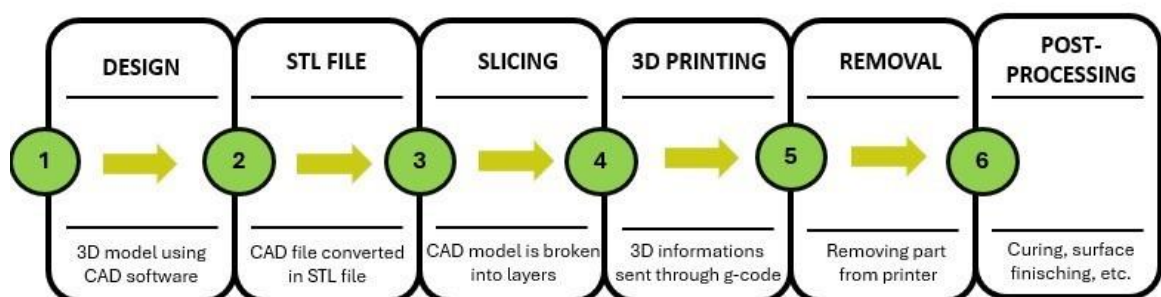 DESIGN
1
3D model using
CAD software
STL FILE
2
CAD file converted
in STL file
SLICING
3
CAD model is broken
into layers
3D PRINTING
4
3D informations
sent through g-code
REMOVAL
5
Removing part
from printer
POST-
PROCESSING
6
Curing, surface
finisching, etc.